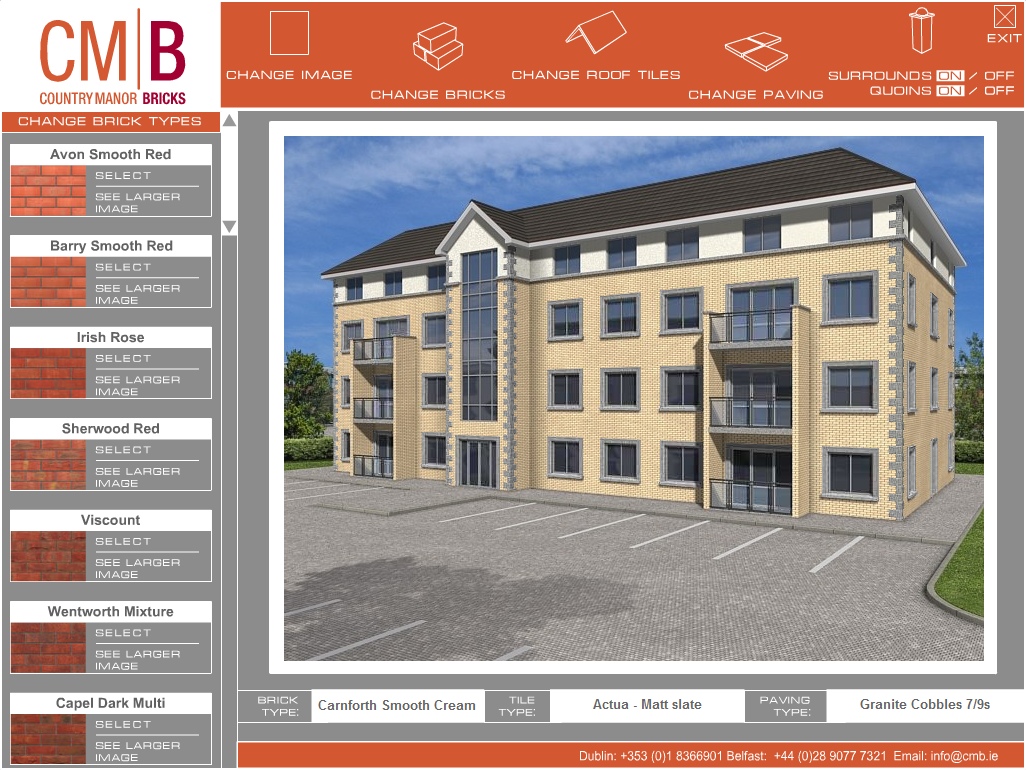 CM|B
COUNTRY MANOR BRICKS
CHANGE IMAGE
CHANGE BRICKS
CHANGE ROOF TILES
CHANGE PAVING
EXIT
SURROUNDS ON / OFF
QUOINS ON / OFF
CHANGE BRICK TYPES
Avon Smooth Red
SELECT
SEE LARGER
IMAGE
Barry Smooth Red
SELECT
SEE LARGER
IMAGE
Irish Rose
SELECT
SEE LARGER
IMAGE
Sherwood Red
SELECT
SEE LARGER
IMAGE
Viscount
SELECT
SEE LARGER
IMAGE
Wentworth Mixture
SELECT
SEE LARGER
IMAGE
Capel Dark Multi
SELECT
SEE LARGER
IMAGE
BRICK
TYPE:
Carnforth Smooth Cream
TILE
TYPE:
Actua - Matt slate
PAVING
TYPE:
Granite Cobbles 7/9s
Dublin: +353 (0)1 8366901 Belfast: +44 (0)28 9077 7321 Email: info@cmb.ie